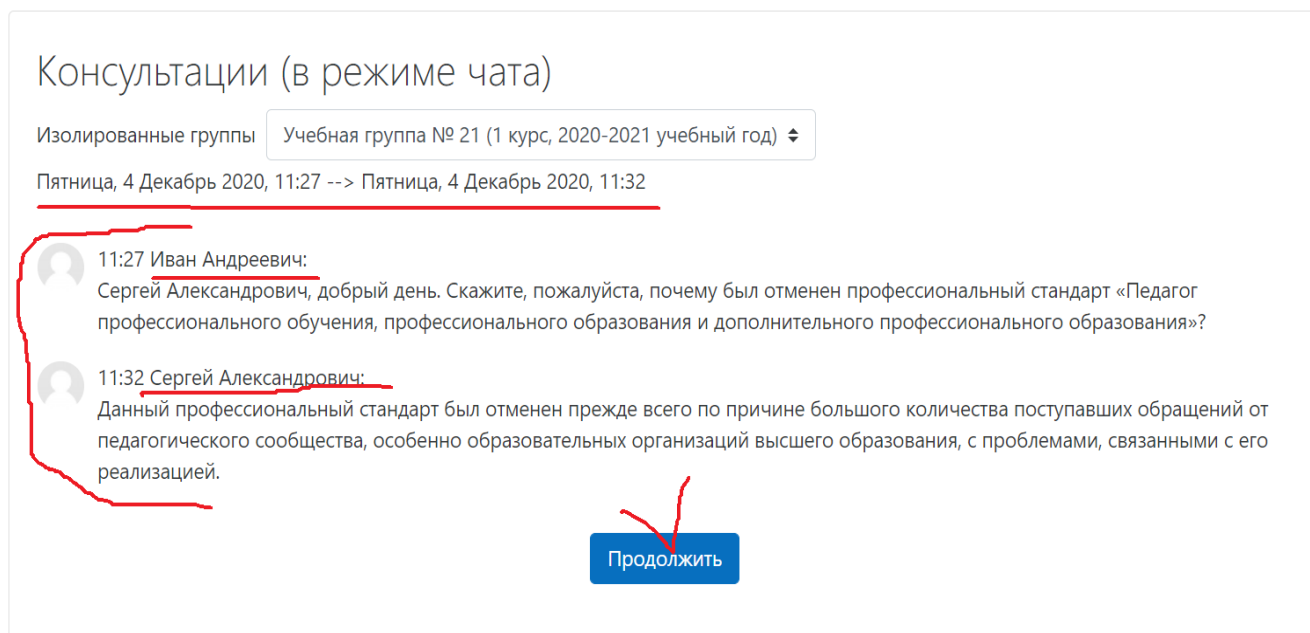 Консультации (в режиме чата)
Изолированные группы Учебная группа № 21 (1 курс, 2020-2021 учебный год)
Пятница, 4 Декабрь 2020, 11:27 --> Пятница, 4 Декабрь 2020, 11:32
11:27 Иван Андреевич:
Сергей Александрович, добрый день. Скажите, пожалуйста, почему был отменен профессиональный стандарт «Педагог
профессионального обучения, профессионального образования и дополнительного профессионального образования»?
11:32 Сергей Александрович:
Данный профессиональный стандарт был отменен прежде всего по причине большого количества поступавших обращений от
педагогического сообщества, особенно образовательных организаций высшего образования, с проблемами, связанными с его
реализацией.
Продолжить